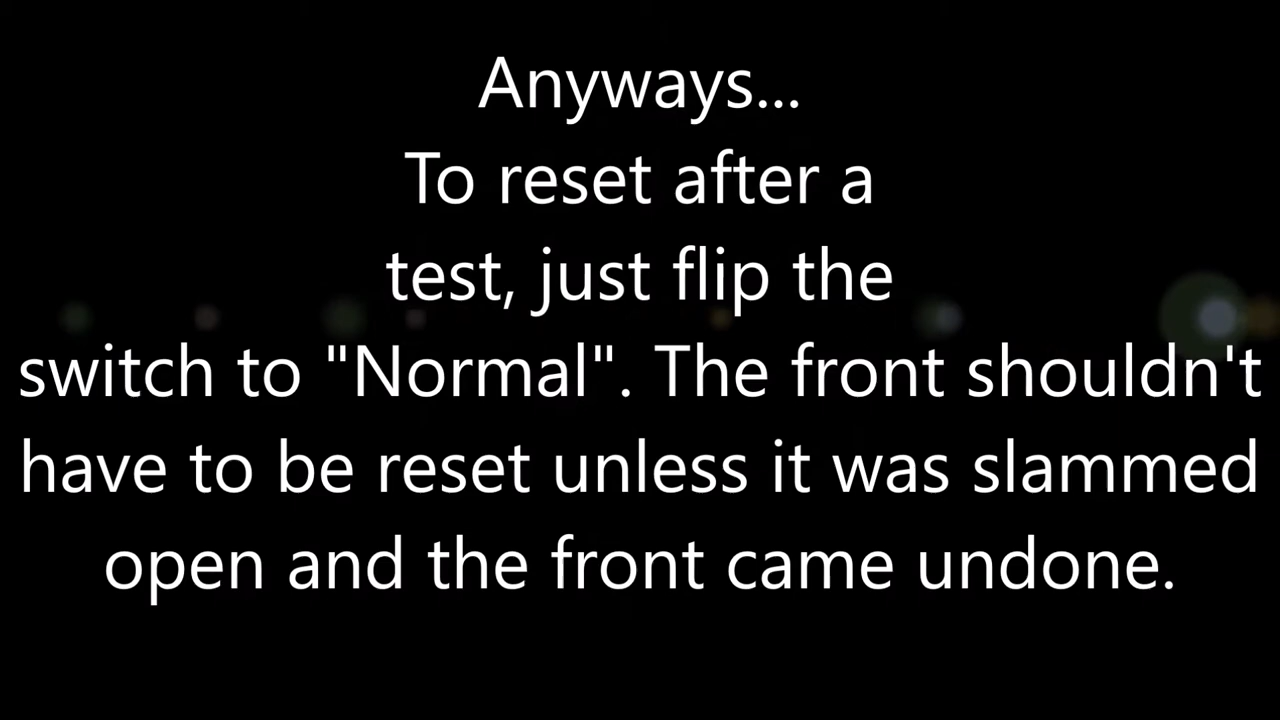 Anyways...
To reset after a
test, just flip the
switch to "Normal". The front shouldn't
have to be reset unless it was slammed
open and the front came undone.